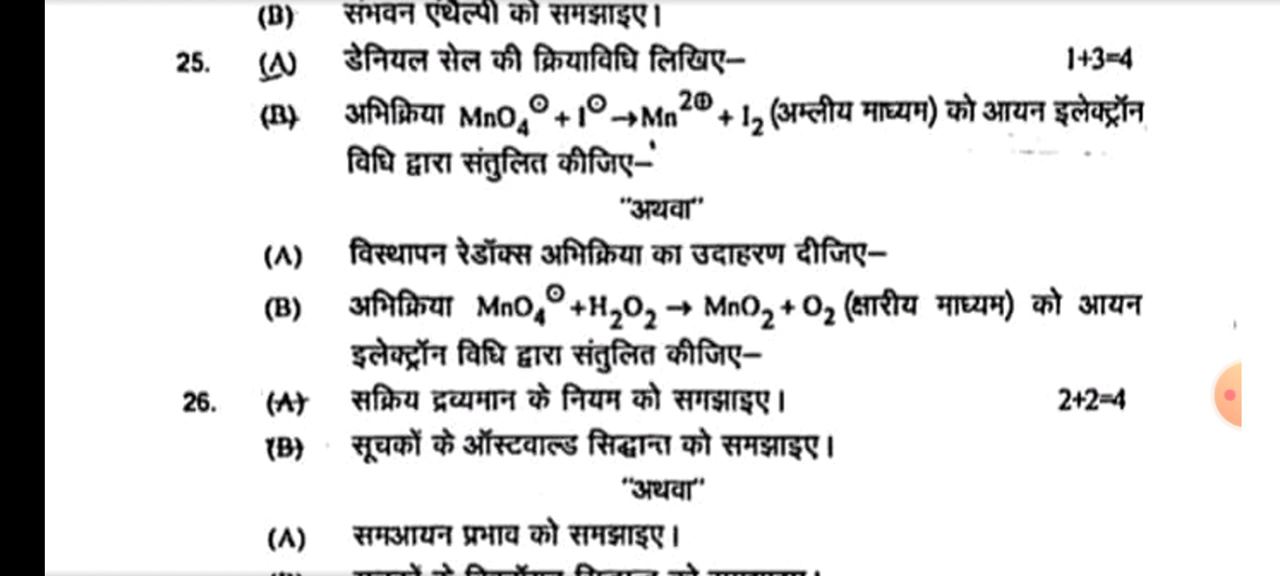 (B) संभवन एंथैल्पी को समझाइए।
25. (A) डेनियल सेल की क्रियाविधि लिखिए– 1+3=4
(B) अभिक्रिया MnO₄⊖ + I⊖ → Mn²⊕ + I₂ (अम्लीय माध्यम) को आयन इलेक्ट्रॉन
विधि द्वारा संतुलित कीजिए–
"अथवा"
(A) विस्थापन रेडॉक्स अभिक्रिया का उदाहरण दीजिए–
(B) अभिक्रिया MnO₄⊖ + H₂O₂ → MnO₂ + O₂ (क्षारीय माध्यम) को आयन
इलेक्ट्रॉन विधि द्वारा संतुलित कीजिए–
26. (A) सक्रिय द्रव्यमान के नियम को समझाइए। 2+2=4
(B) सूचकों के ऑस्टवाल्ड सिद्धान्त को समझाइए।
"अथवा"
(A) समआयन प्रभाव को समझाइए।